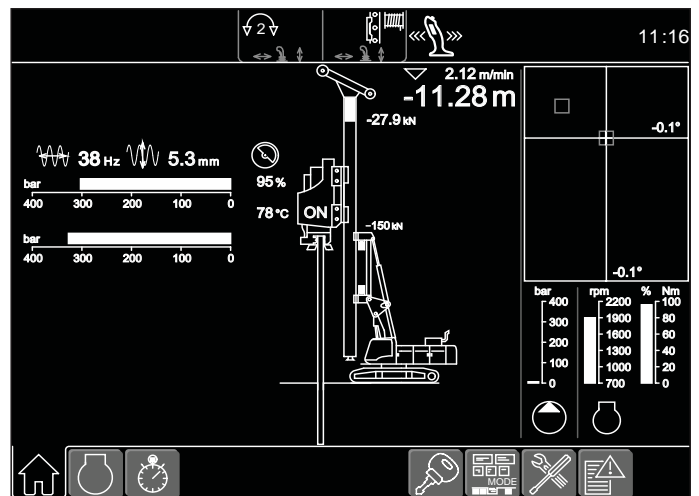 2
11:16
2.12 m/min
-11.28 m
-27.9 kN
-0.1°
38 Hz 5.3 mm
bar
400 300 200 100 0
95 %
78 °C
ON
-150 kN
bar
400 300 200 100 0
-0.1°
bar rpm % Nm
400 2200 100
300 1900 80
200 1600 60
1300 40
100 1000 20
0 700 0
MODE